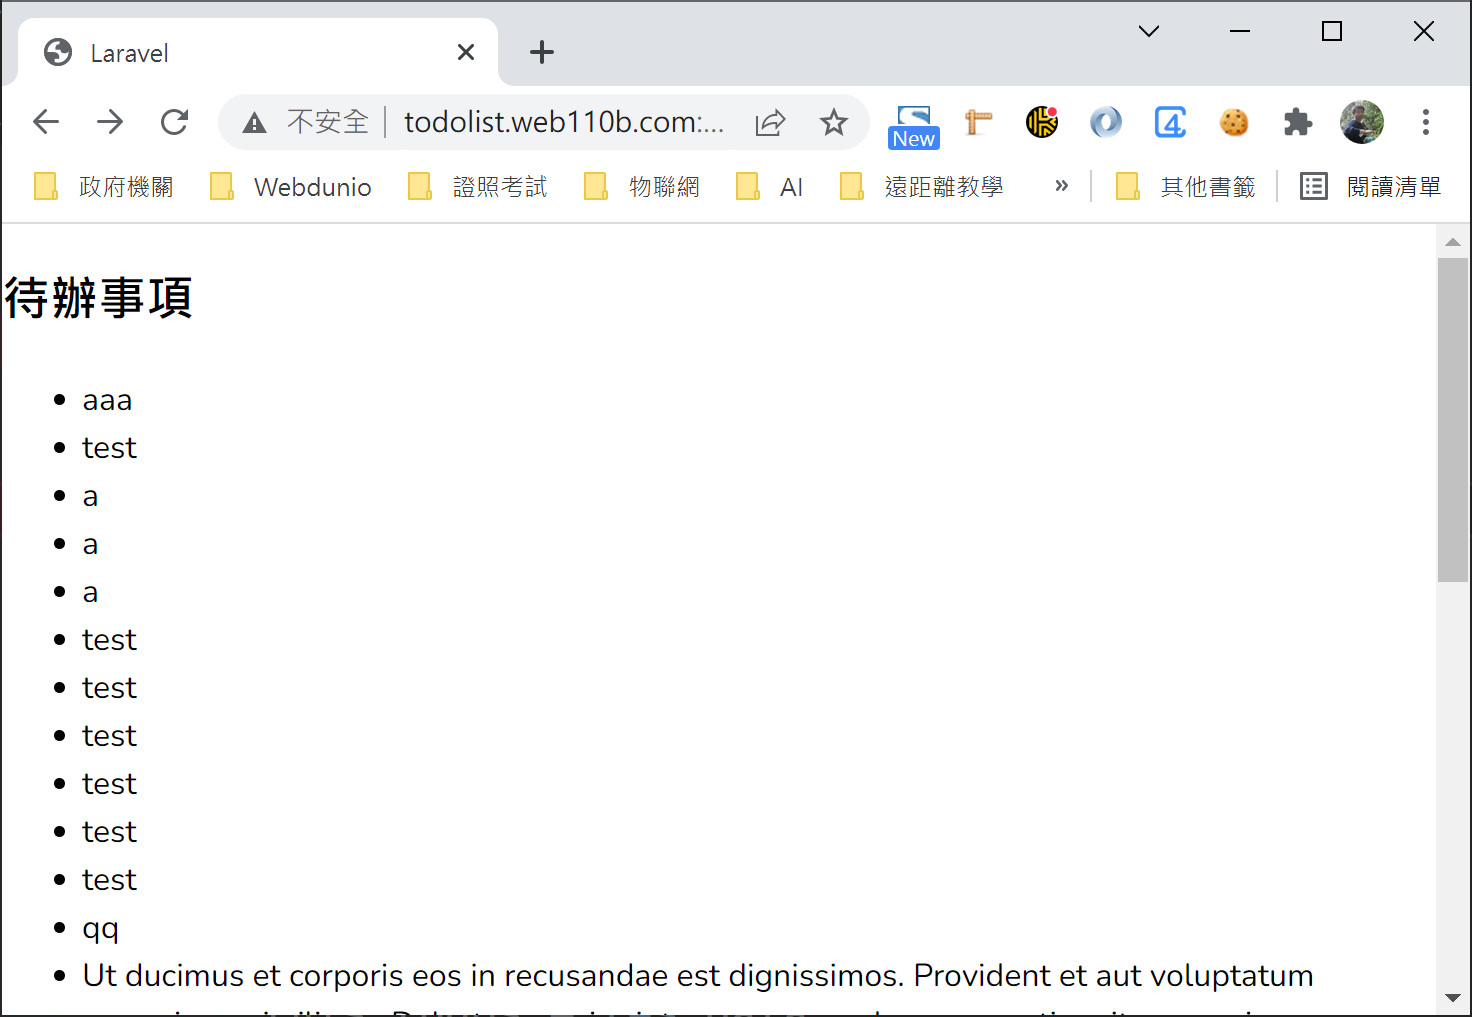 Laravel
不安全 todolist.web110b.com:...
New
政府機關 Webdunio 證照考試 物聯網 AI 遠距離教學 » 其他書籤 閱讀清單
待辦事項
• aaa
• test
• a
• a
• a
• test
• test
• test
• test
• test
• test
• qq
• Ut ducimus et corporis eos in recusandae est dignissimos. Provident et aut voluptatum